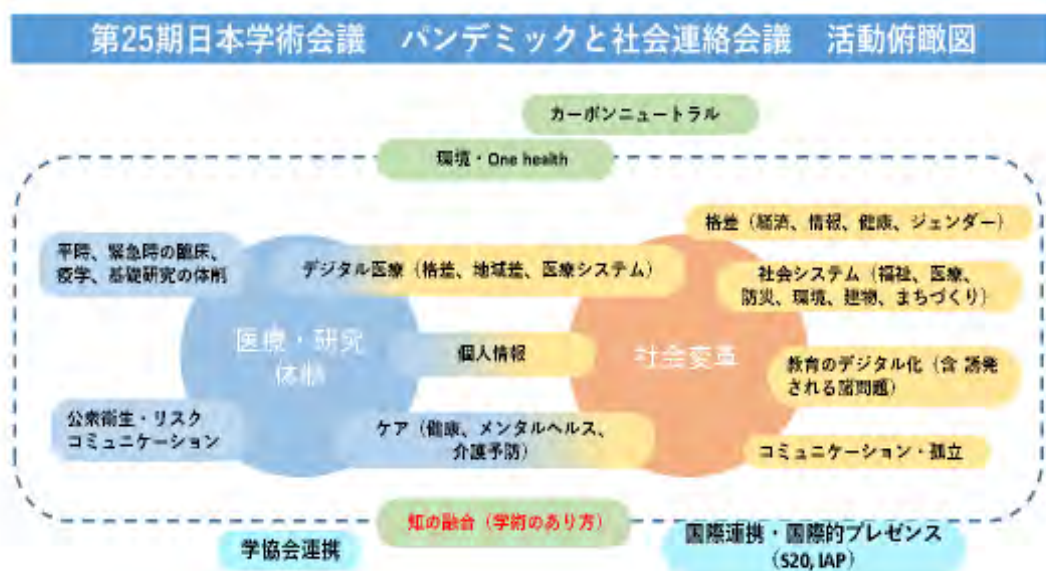 第25期日本学術会議　パンデミックと社会連絡会議　活動俯瞰図
カーボンニュートラル
環境・One health
格差（経済、情報、健康、ジェンダー）
平時、緊急時の臨床、
疫学、基礎研究の体制
デジタル医療（格差、地域差、医療システム）
社会システム（福祉、医療、
防災、環境、建物、まちづくり）
医療・研究
体制
個人情報
社会変革
教育のデジタル化（含 誘発
される諸問題）
公衆衛生・リスク
コミュニケーション
ケア（健康、メンタルヘルス、
介護予防）
コミュニケーション・孤立
知の融合（学術のあり方）
学協会連携
国際連携・国際的プレゼンス
（S20, IAP）